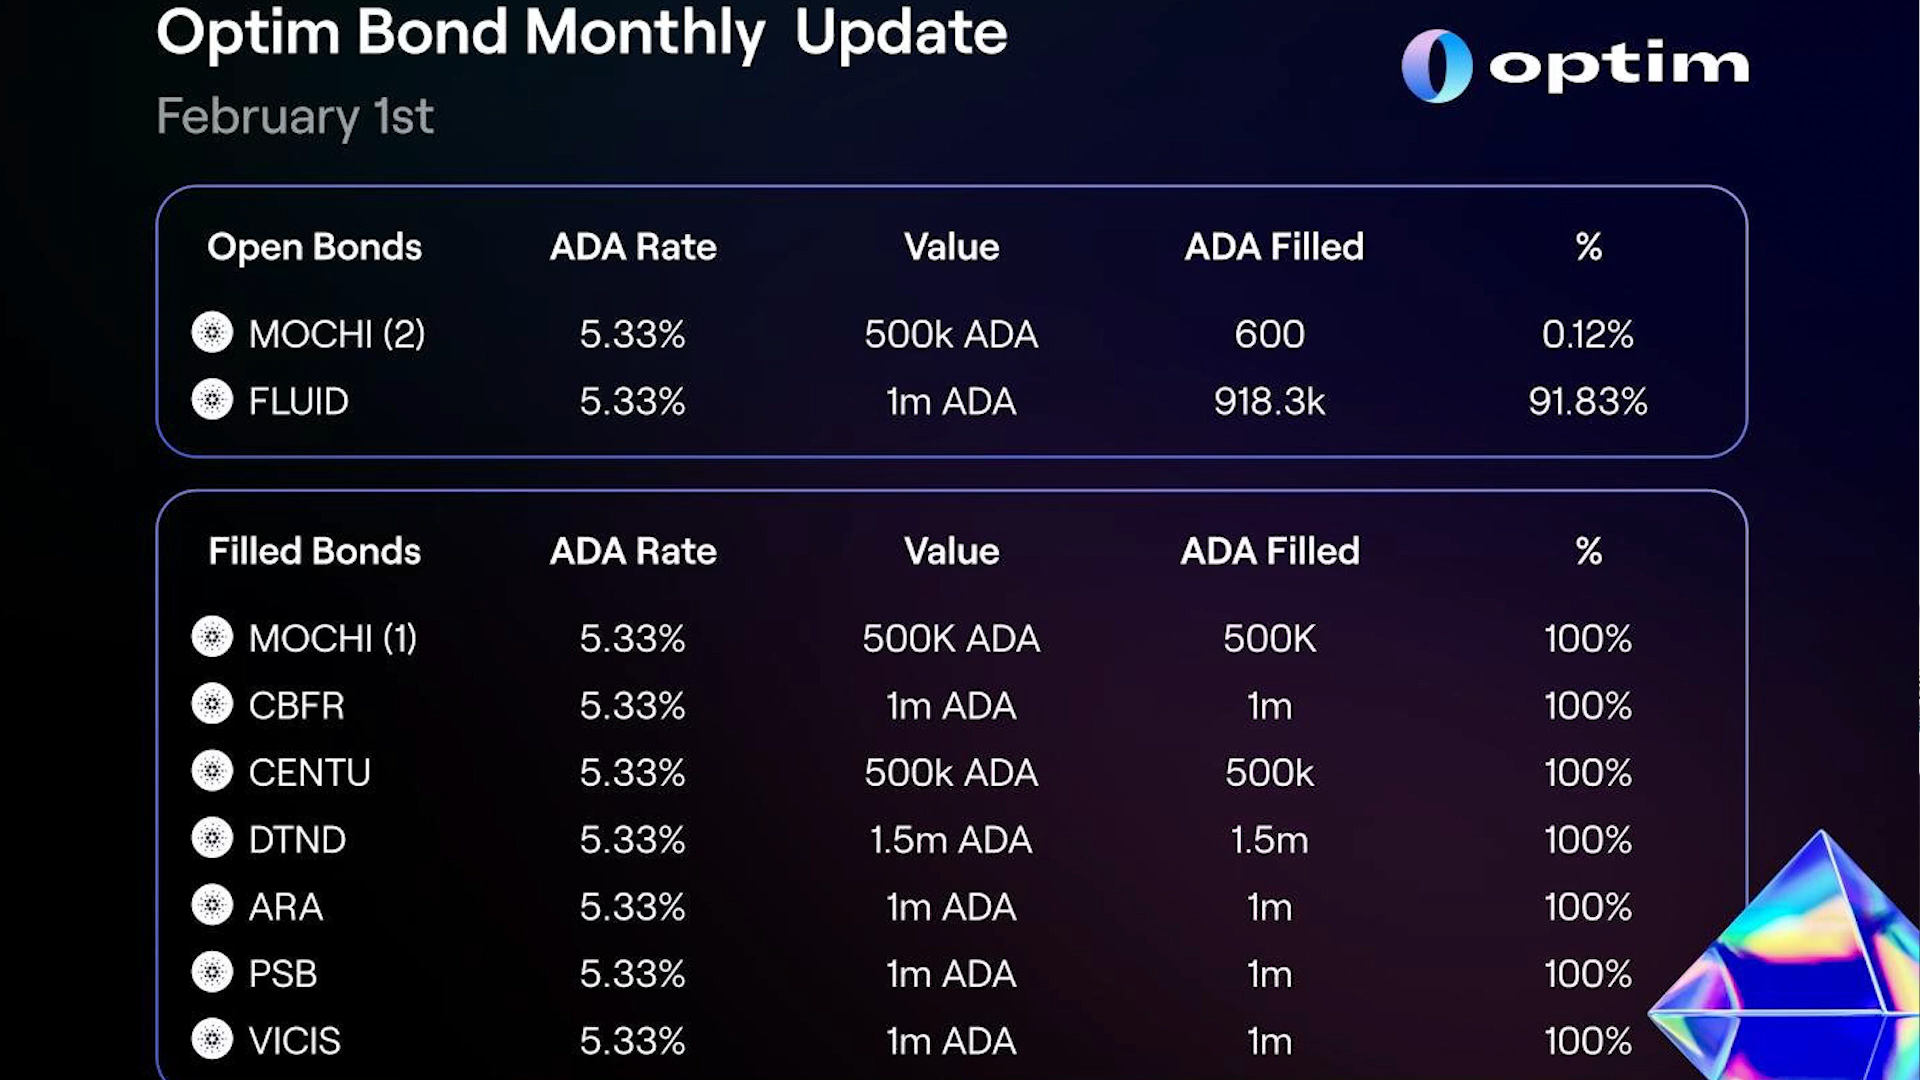 Optim Bond Monthly Update
February 1st
optim
Open Bonds ADA Rate Value ADA Filled %
MOCHI (2) 5.33% 500k ADA 600 0.12%
FLUID 5.33% 1m ADA 918.3k 91.83%
Filled Bonds ADA Rate Value ADA Filled %
MOCHI (1) 5.33% 500K ADA 500K 100%
CBFR 5.33% 1m ADA 1m 100%
CENTU 5.33% 500k ADA 500k 100%
DTND 5.33% 1.5m ADA 1.5m 100%
ARA 5.33% 1m ADA 1m 100%
PSB 5.33% 1m ADA 1m 100%
VICIS 5.33% 1m ADA 1m 100%